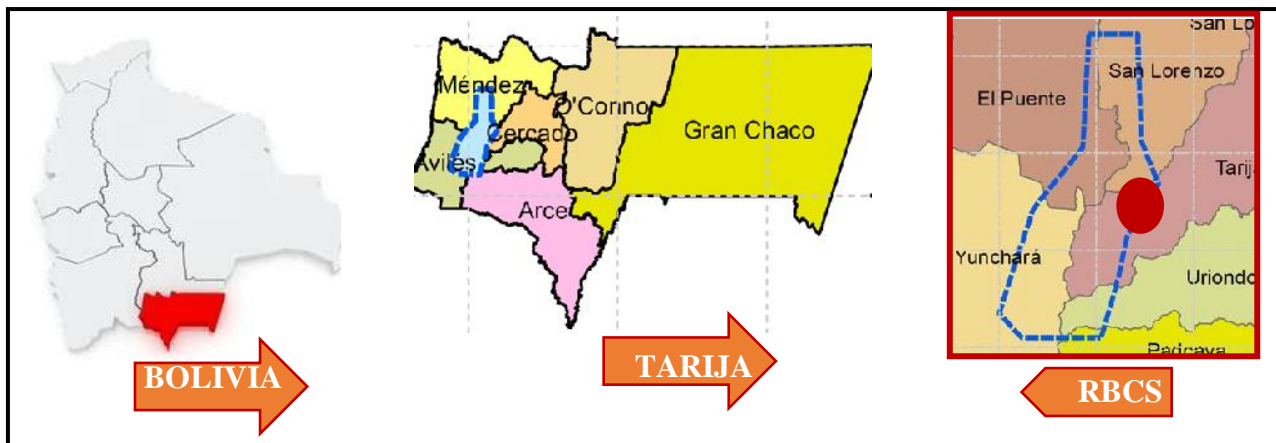 BOLIVIA
Méndez
O'Conno
Cercado
Avilés
Gran Chaco
Arce
TARIJA
San Lo
San Lorenzo
El Puente
Tarij
Yunchará
Uriondo
Padcaya
RBCS